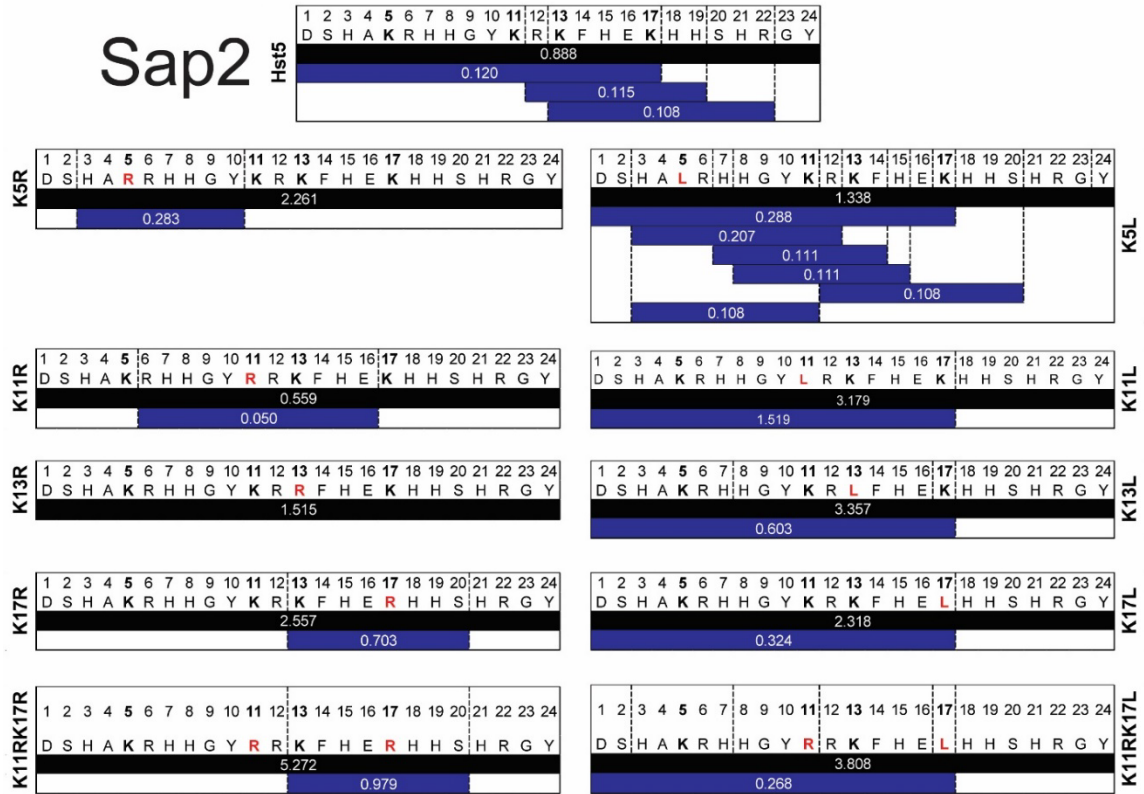 Sap2
Hst5
1 2 3 4 5 6 7 8 9 10 11 12 13 14 15 16 17 18 19 20 21 22 23 24
D S H A K R H H G Y K R K F H E K H H S H R G Y
0.888
0.120
0.115
0.108
K5R
1 2 3 4 5 6 7 8 9 10 11 12 13 14 15 16 17 18 19 20 21 22 23 24
D S H A R R H H G Y K R K F H E K H H S H R G Y
2.261
0.283
K5L
1 2 3 4 5 6 7 8 9 10 11 12 13 14 15 16 17 18 19 20 21 22 23 24
D S H A L R H H G Y K R K F H E K H H S H R G Y
1.338
0.288
0.207
0.111
0.111
0.108
0.108
K11R
1 2 3 4 5 6 7 8 9 10 11 12 13 14 15 16 17 18 19 20 21 22 23 24
D S H A K R H H G Y R R K F H E K H H S H R G Y
0.559
0.050
K11L
1 2 3 4 5 6 7 8 9 10 11 12 13 14 15 16 17 18 19 20 21 22 23 24
D S H A K R H H G Y L R K F H E K H H S H R G Y
3.179
1.519
K13R
1 2 3 4 5 6 7 8 9 10 11 12 13 14 15 16 17 18 19 20 21 22 23 24
D S H A K R H H G Y K R R F H E K H H S H R G Y
1.515
K13L
1 2 3 4 5 6 7 8 9 10 11 12 13 14 15 16 17 18 19 20 21 22 23 24
D S H A K R H H G Y K R L F H E K H H S H R G Y
3.357
0.603
K17R
1 2 3 4 5 6 7 8 9 10 11 12 13 14 15 16 17 18 19 20 21 22 23 24
D S H A K R H H G Y K R K F H E R H H S H R G Y
2.557
0.703
K17L
1 2 3 4 5 6 7 8 9 10 11 12 13 14 15 16 17 18 19 20 21 22 23 24
D S H A K R H H G Y K R K F H E L H H S H R G Y
2.318
0.324
K11RK17R
1 2 3 4 5 6 7 8 9 10 11 12 13 14 15 16 17 18 19 20 21 22 23 24
D S H A K R H H G Y R R K F H E R H H S H R G Y
5.272
0.979
K11RK17L
1 2 3 4 5 6 7 8 9 10 11 12 13 14 15 16 17 18 19 20 21 22 23 24
D S H A K R H H G Y R R K F H E L H H S H R G Y
3.808
0.268